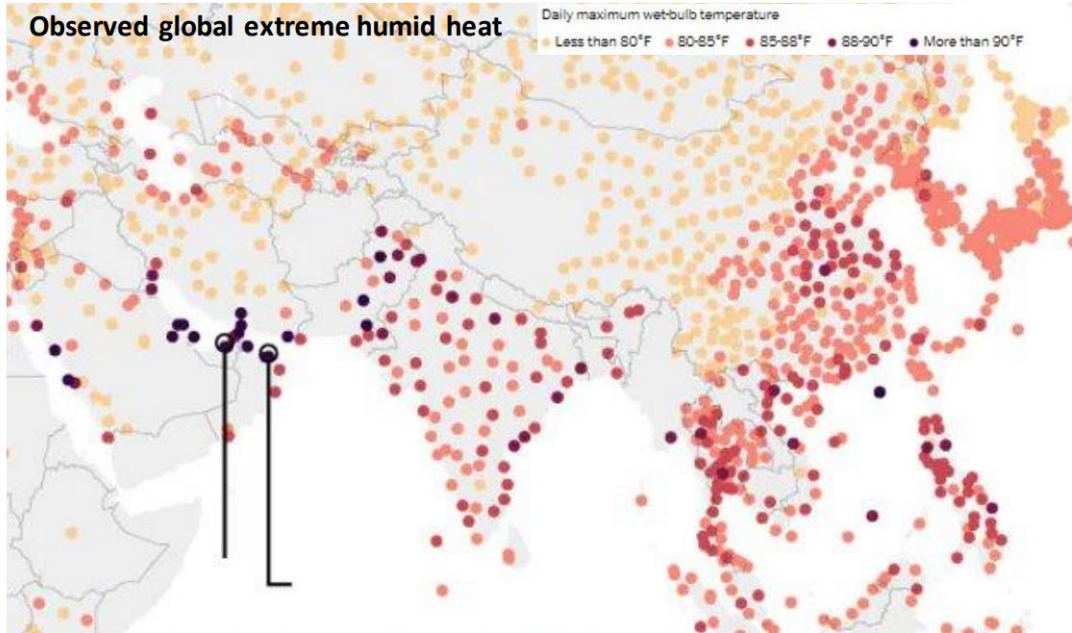 Observed global extreme humid heat
Daily maximum wet-bulb temperature
Less than 80°F 80-85°F 85-88°F 88-90°F More than 90°F